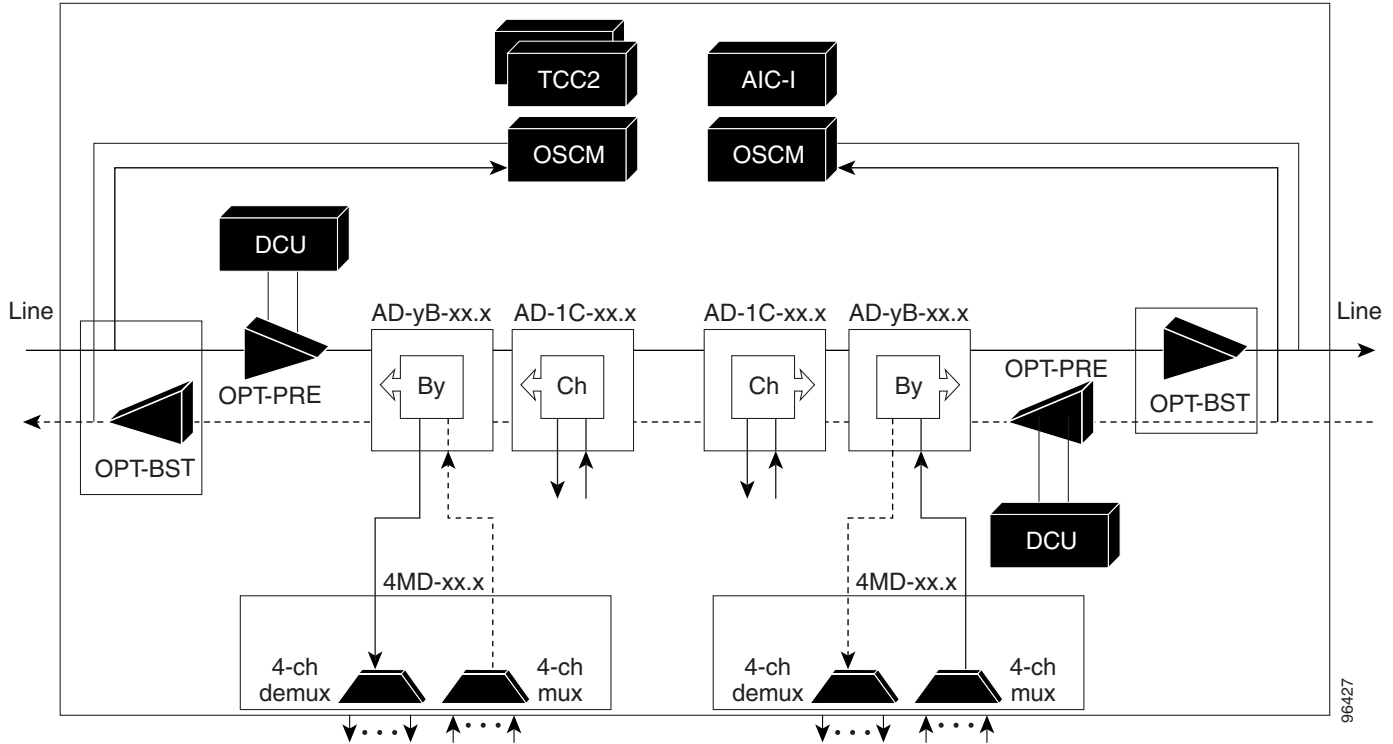 TCC2
AIC-I
OSCM
OSCM
DCU
Line
AD-yB-xx.x
AD-1C-xx.x
AD-1C-xx.x
AD-yB-xx.x
Line
OPT-PRE
By
Ch
Ch
By
OPT-PRE
OPT-BST
OPT-BST
DCU
4MD-xx.x
4MD-xx.x
4-ch
demux
4-ch
mux
4-ch
demux
4-ch
mux
96427